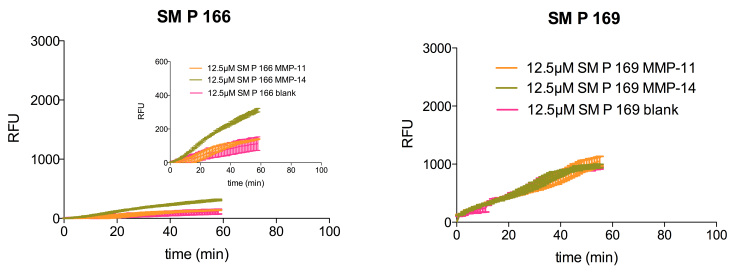 SM P 166
3000
2000
1000
0
RFU
0 20 40 60 80 100
time (min)
600
400
200
0
RFU
0 20 40 60 80 100
time (min)
12.5µM SM P 166 MMP-11
12.5µM SM P 166 MMP-14
12.5µM SM P 166 blank
SM P 169
3000
2000
1000
0
RFU
0 20 40 60 80 100
time (min)
12.5µM SM P 169 MMP-11
12.5µM SM P 169 MMP-14
12.5µM SM P 169 blank